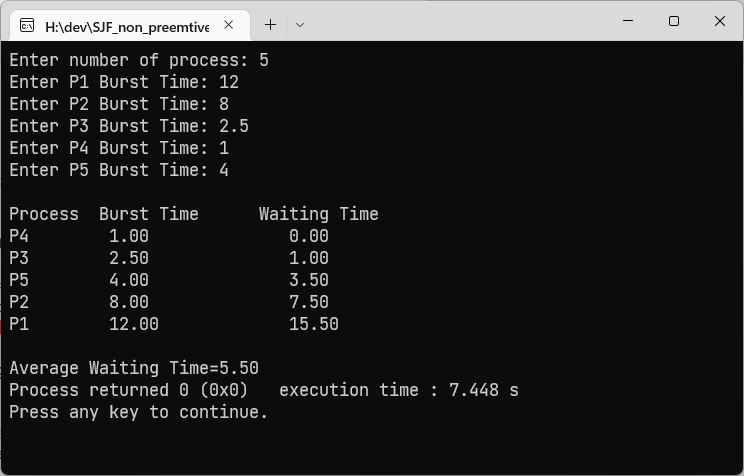 H:\dev\SJF_non_preemtive
Enter number of process: 5
Enter P1 Burst Time: 12
Enter P2 Burst Time: 8
Enter P3 Burst Time: 2.5
Enter P4 Burst Time: 1
Enter P5 Burst Time: 4
Process  Burst Time      Waiting Time
P4        1.00              0.00
P3        2.50              1.00
P5        4.00              3.50
P2        8.00              7.50
P1        12.00             15.50
Average Waiting Time=5.50
Process returned 0 (0x0)   execution time : 7.448 s
Press any key to continue.